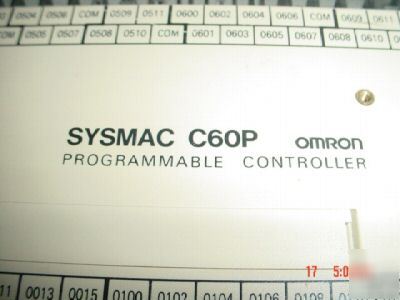 0504 0506 COM 0509 0511 0600 0602 0604 0606 COM 0609 0611
COM 0505 0507 0508 0510 COM 0601 0603 0605 0607 0608 0610
SYSMAC C60P OMRON
PROGRAMMABLE CONTROLLER
17
0013 0015 0100 0102 0104 0106